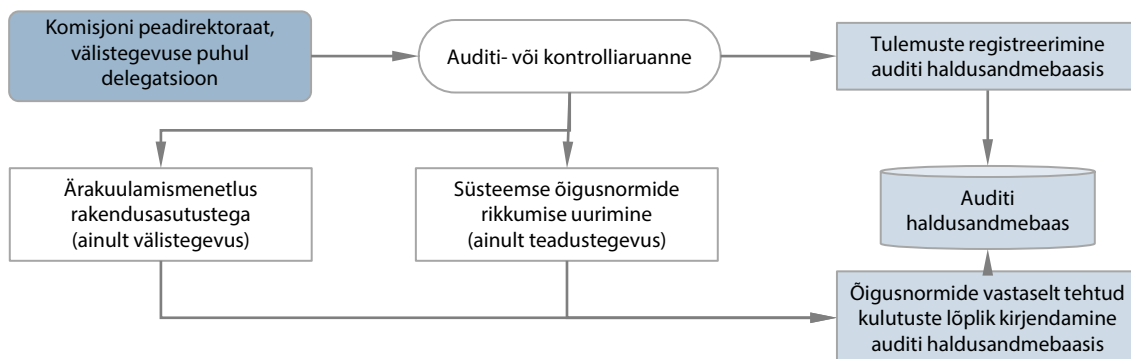 Komisjoni peadirektoraat,
välistegevuse puhul
delegatsioon
Auditi- või kontrolliaruanne
Tulemuste registreerimine
auditi haldusandmebaasis
Ärakuulamismenetlus
rakendusasutustega
(ainult välistegevus)
Süsteemse õigusnormide
rikkumise uurimine
(ainult teadustegevus)
Auditi
haldusandmebaas
Õigusnormide vastaselt tehtud
kulutuste lõplik kirjendamine
auditi haldusandmebaasis